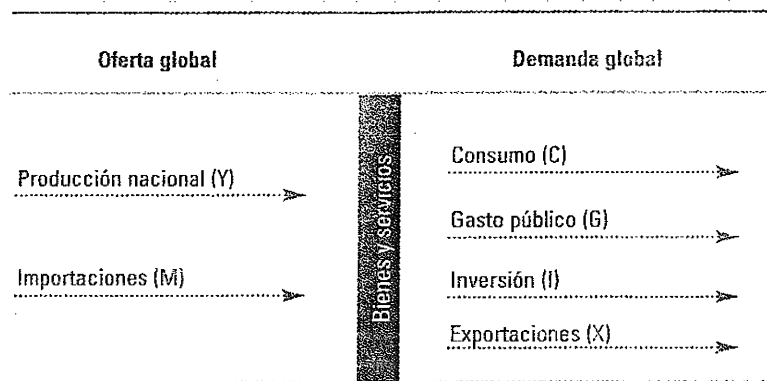 Oferta global
Demanda global
Producción nacional (Y)
Importaciones (M)
Bienes y servicios
Consumo (C)
Gasto público (G)
Inversión (I)
Exportaciones (X)